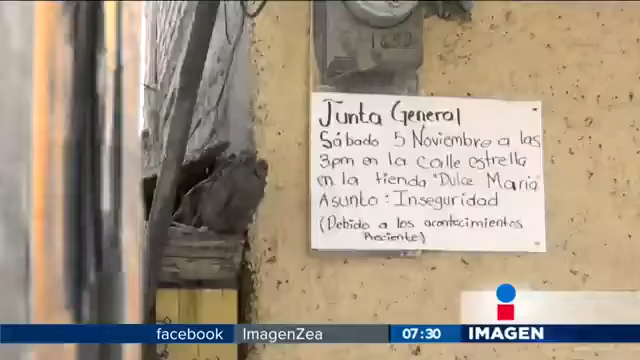 1692
Junta General
Sábado 5 Noviembre a las
3pm en la calle estrella
en la tienda "Dulce María"
Asunto: Inseguridad
(Debido a los acontecimientos
Reciente)
facebook ImagenZea 07:30 IMAGEN